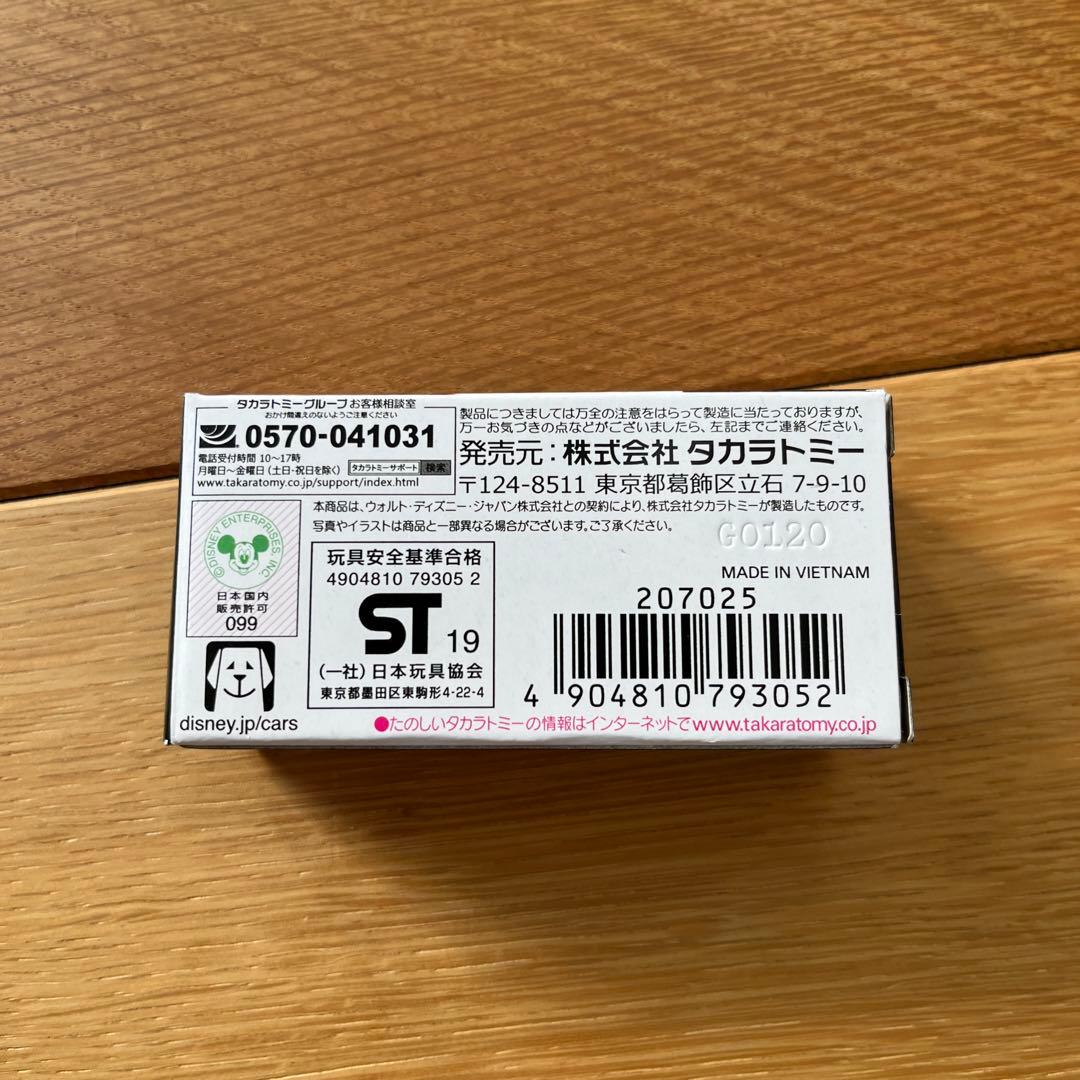 タカラトミーグループ お客様相談室
おかけ間違えのないようご注意ください
0570-041031
電話受付時間 10〜17時
月曜日〜金曜日 (土日・祝日を除く) タカラトミーサポート 検索
www.takaratomy.co.jp/support/index.html
製品につきましては万全の注意をはらって製造に当たっておりますが、
万一お気づきの点などがございましたら、左記までご連絡ください。
発売元:株式会社 タカラトミー
〒124-8511 東京都葛飾区立石 7-9-10
本商品は、ウォルト・ディズニー・ジャパン株式会社との契約により、株式会社タカラトミーが製造したものです。
写真やイラストは商品と一部異なる場合がございます。ご了承ください。
G0120
MADE IN VIETNAM
©DISNEY ENTERPRISES, INC.
日本国内
販売許可
099
disney.jp/cars
玩具安全基準合格
4904810 79305 2
ST 19
(一社)日本玩具協会
東京都墨田区東駒形4-22-4
207025
4 904810 793052
●たのしいタカラトミーの情報はインターネットで www.takaratomy.co.jp